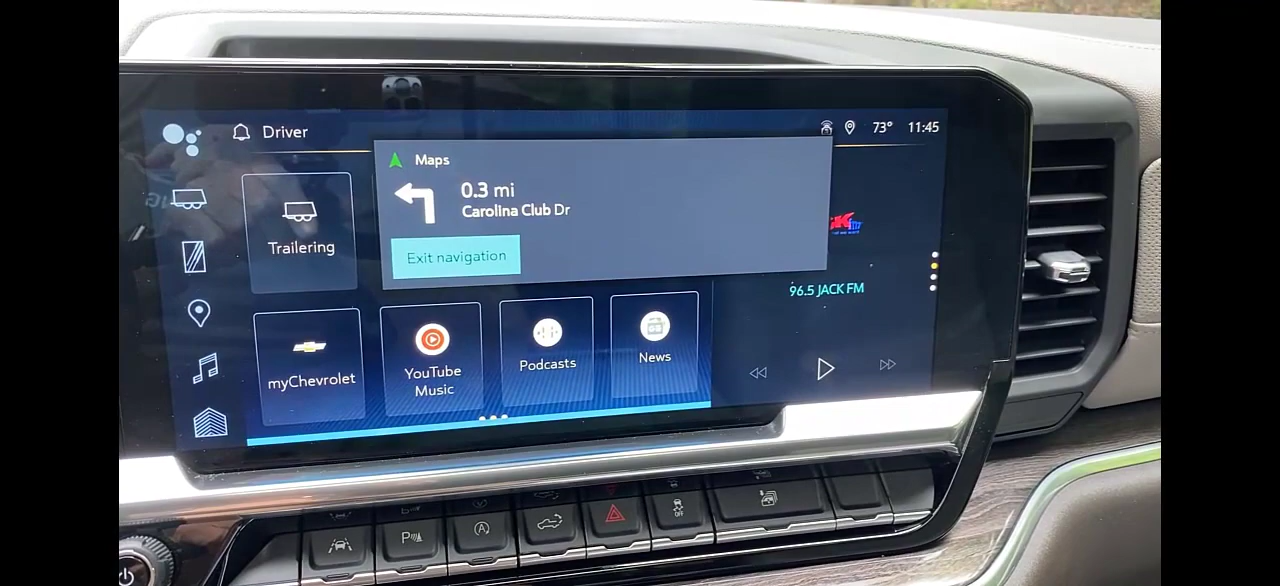 Driver
73° 11:45
Maps
0.3 mi
Carolina Club Dr
Exit navigation
Trailering
96.5 JACK FM
myChevrolet
YouTube
Music
Podcasts
News
OFF